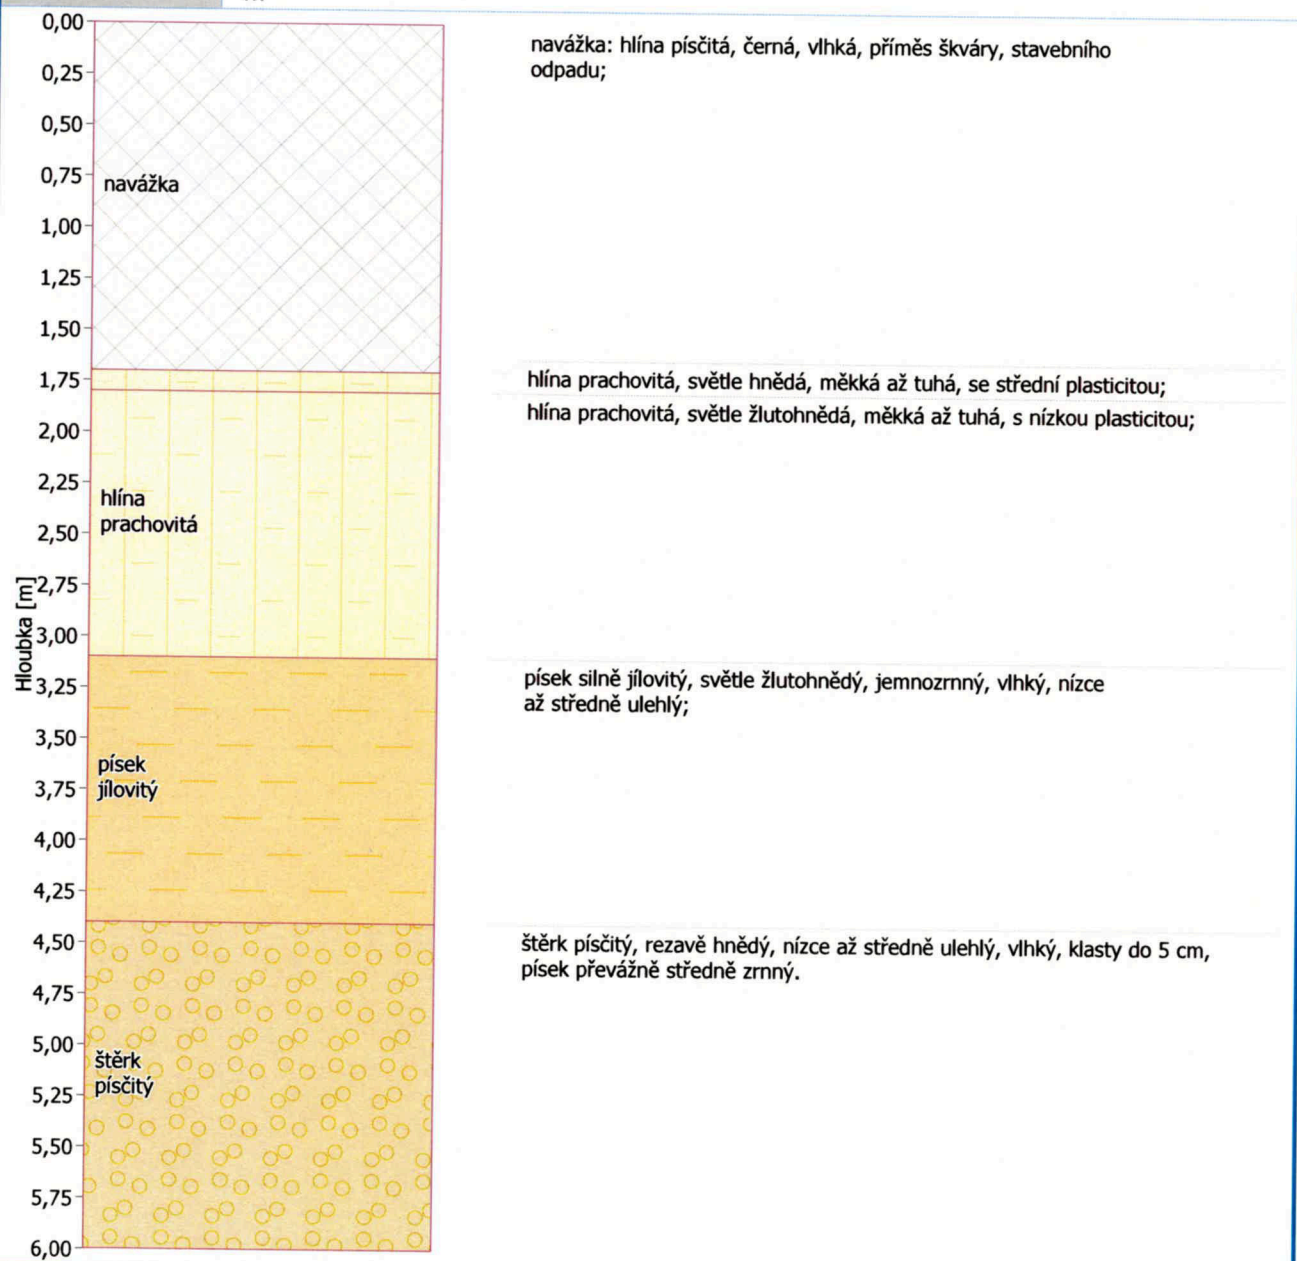 0,00
navážka: hlína písčitá, černá, vlhká, příměs škváry, stavebního
odpadu;
0,25
0,50
0,75
navážka
1,00
1,25
1,50
1,75
hlína prachovitá, světle hnědá, měkká až tuhá, se střední plasticitou;
hlína prachovitá, světle žlutohnědá, měkká až tuhá, s nízkou plasticitou;
2,00
2,25
hlína
prachovitá
2,50
Hloubka [m]
2,75
3,00
3,25
písek silně jílovitý, světle žlutohnědý, jemnozrnný, vlhký, nízce
až středně ulehlý;
3,50
písek
jílovitý
3,75
4,00
4,25
4,50
štěrk písčitý, rezavě hnědý, nízce až středně ulehlý, vlhký, klasty do 5 cm,
písek převážně středně zrnný.
4,75
5,00
štěrk
písčitý
5,25
5,50
5,75
6,00